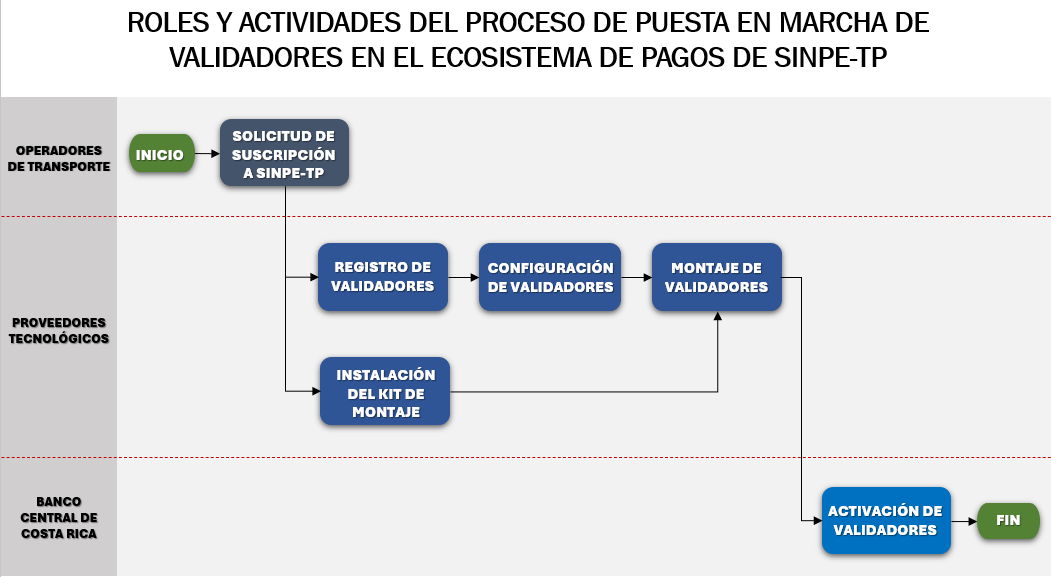 ROLES Y ACTIVIDADES DEL PROCESO DE PUESTA EN MARCHA DE
VALIDADORES EN EL ECOSISTEMA DE PAGOS DE SINPE-TP
OPERADORES
DE TRANSPORTE
INICIO
SOLICITUD DE
SUSCRIPCIÓN
A SINPE-TP
PROVEEDORES
TECNOLÓGICOS
REGISTRO DE
VALIDADORES
CONFIGURACIÓN
DE VALIDADORES
MONTAJE DE
VALIDADORES
INSTALACIÓN
DEL KIT DE
MONTAJE
BANCO
CENTRAL DE
COSTA RICA
ACTIVACIÓN DE
VALIDADORES
FIN